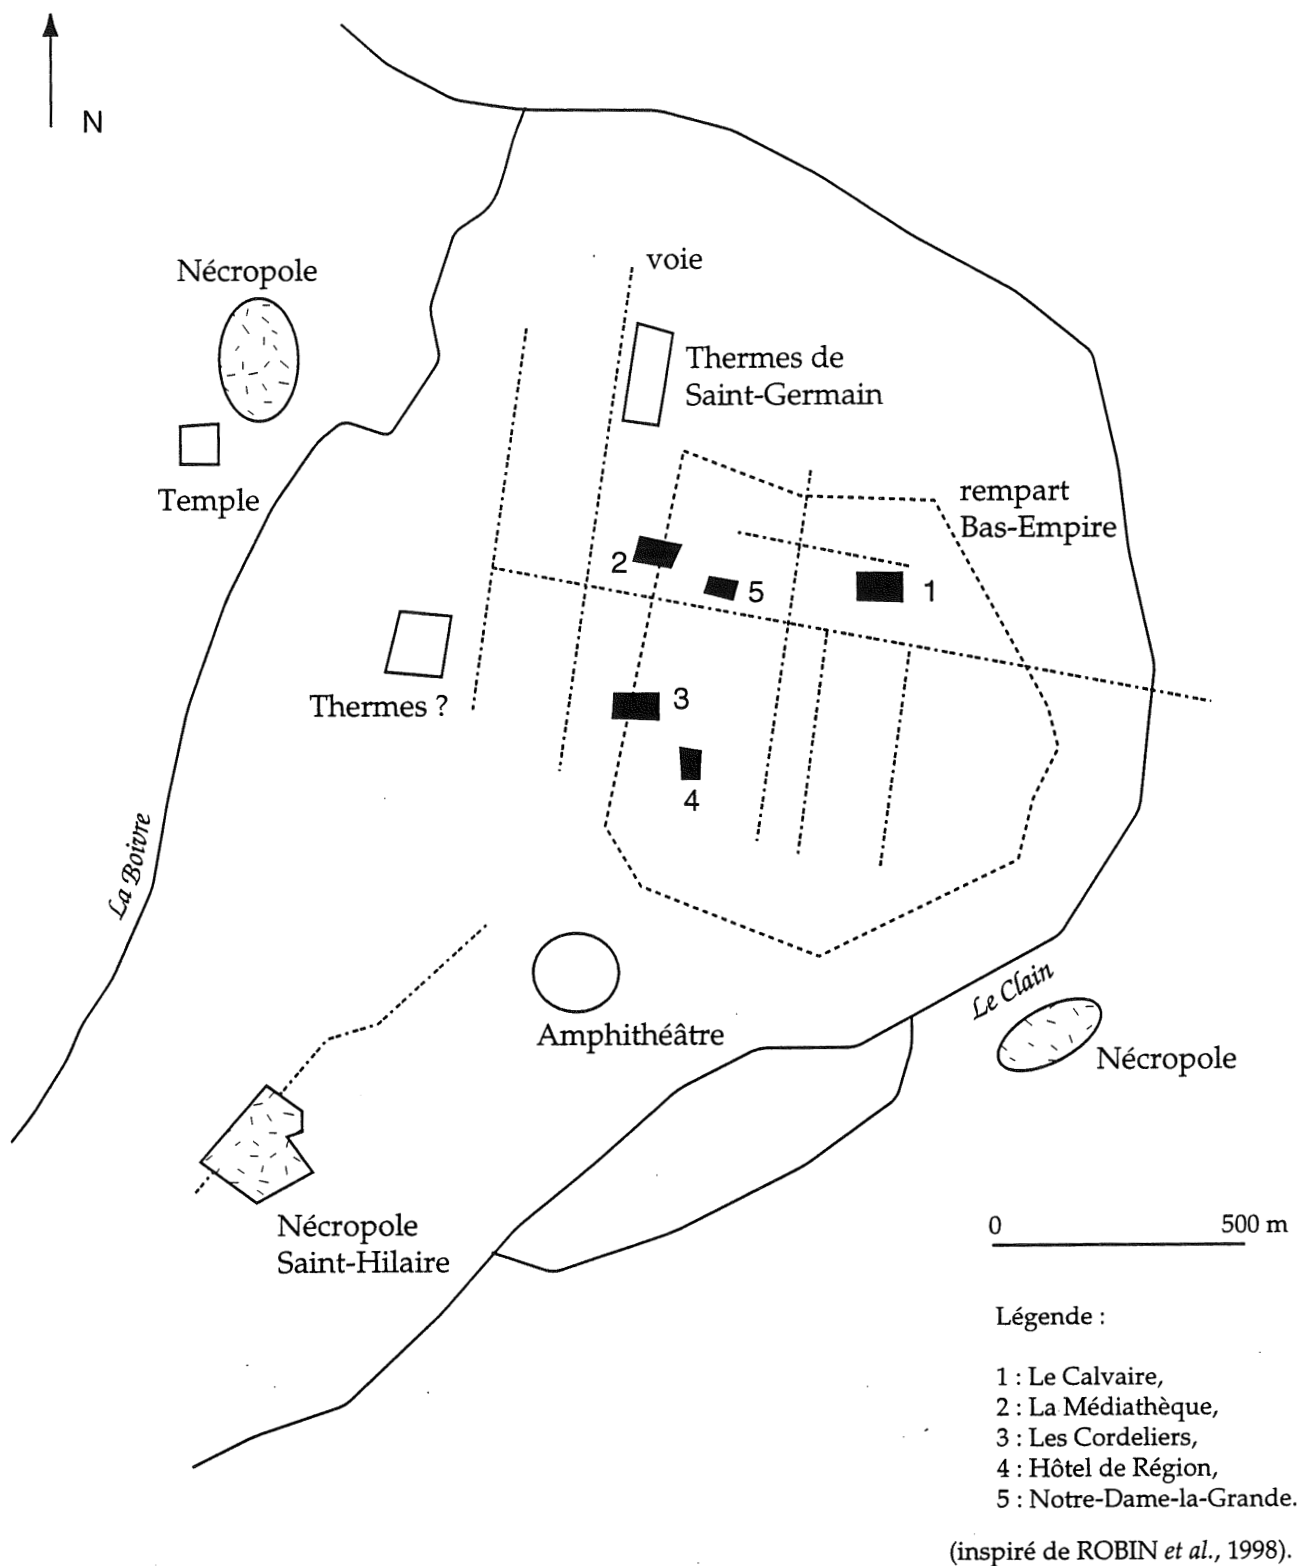 N
voie
Nécropole
Thermes de
Saint-Germain
Temple
rempart
Bas-Empire
2
5
1
Thermes ?
3
4
La Boivre
Amphithéâtre
Le Clain
Nécropole
Nécropole
Saint-Hilaire
0 500 m
Légende :
1 : Le Calvaire,
2 : La Médiathèque,
3 : Les Cordeliers,
4 : Hôtel de Région,
5 : Notre-Dame-la-Grande.
(inspiré de ROBIN et al., 1998).